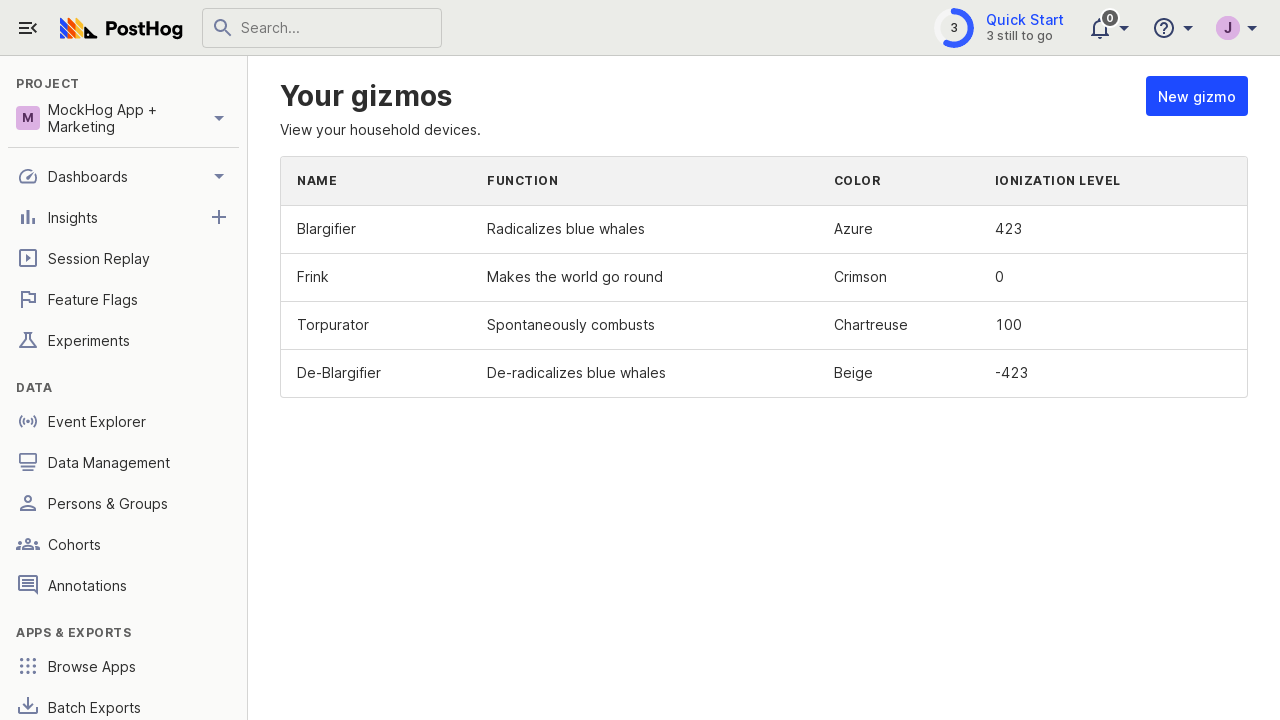 PostHog
Search...
3
Quick Start
3 still to go
0
J
PROJECT
M
MockHog App +
Marketing
Dashboards
Insights
Session Replay
Feature Flags
Experiments
DATA
Event Explorer
Data Management
Persons & Groups
Cohorts
Annotations
APPS & EXPORTS
Browse Apps
Batch Exports
Your gizmos
New gizmo
View your household devices.
NAME FUNCTION COLOR IONIZATION LEVEL
Blargifier Radicalizes blue whales Azure 423
Frink Makes the world go round Crimson 0
Torpurator Spontaneously combusts Chartreuse 100
De-Blargifier De-radicalizes blue whales Beige -423